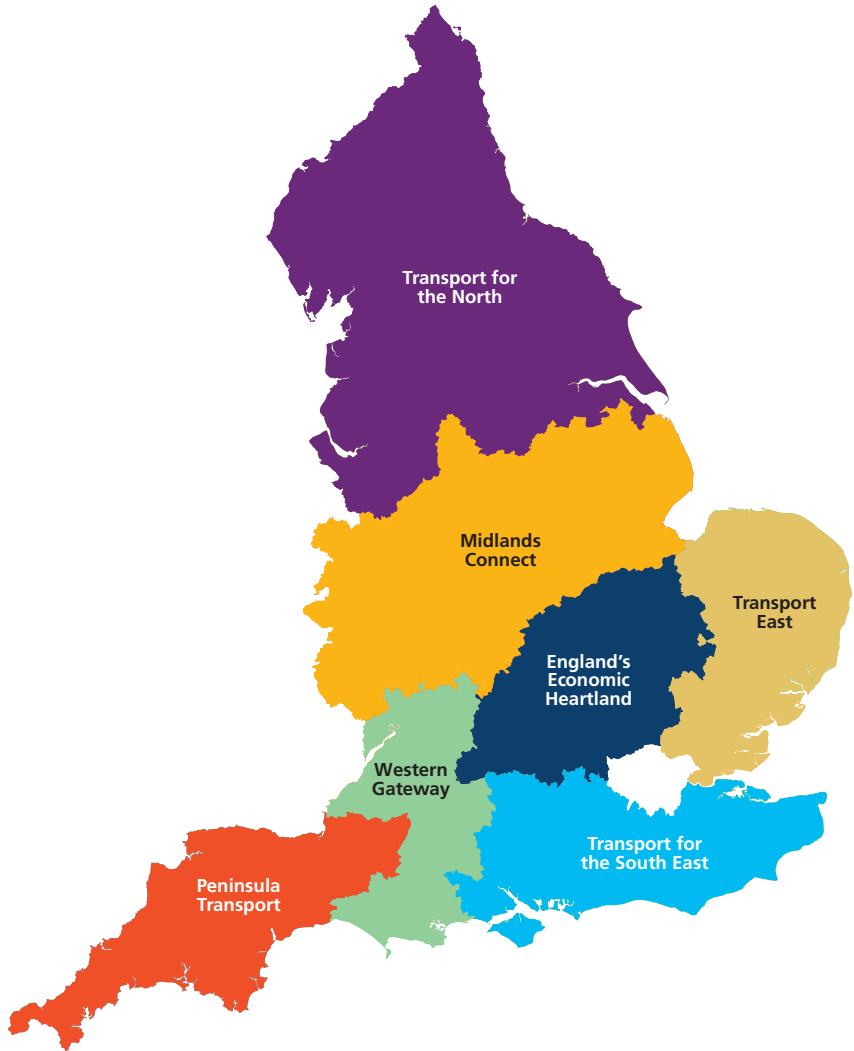 Transport for
the North
Midlands
Connect
Transport
East
England’s
Economic
Heartland
Western
Gateway
Transport for
the South East
Peninsula
Transport